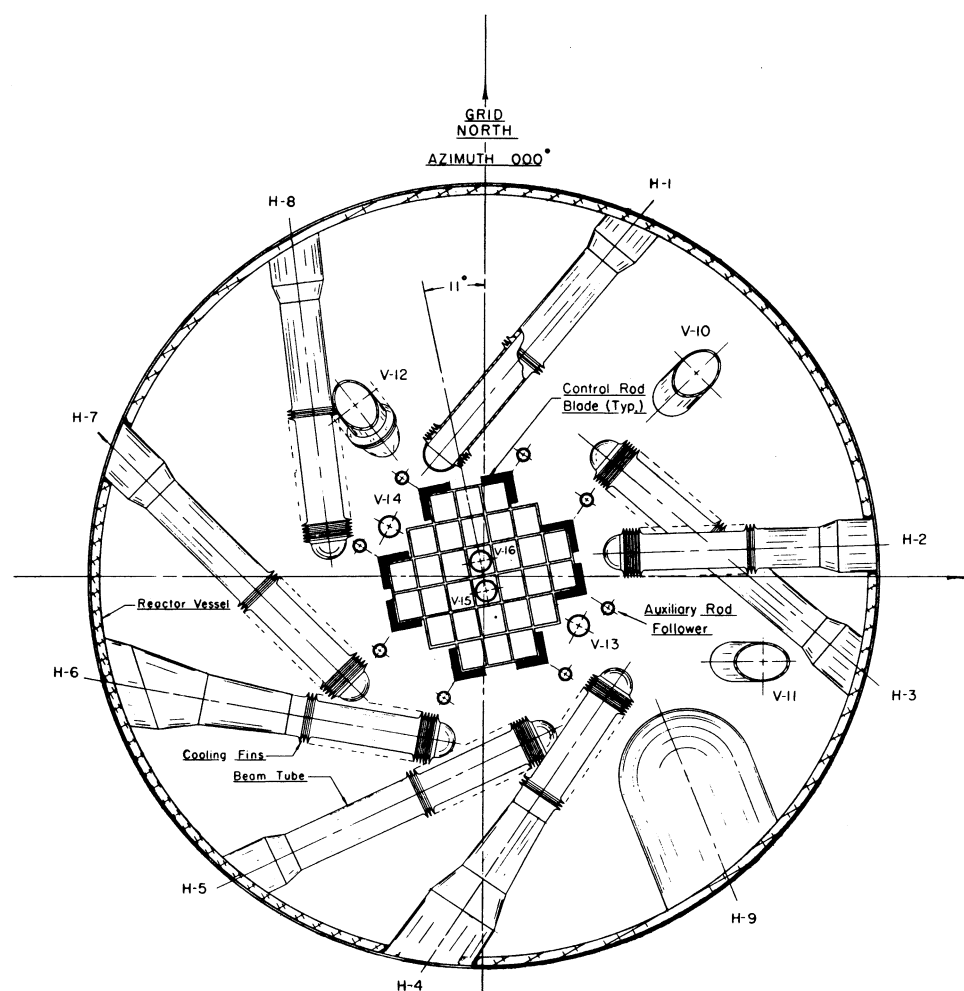 GRID
NORTH
AZIMUTH 000°
H-8
H-1
11°
V-10
V-12
Control Rod
Blade (Typ.)
H-7
V-14
V-16
H-2
V-15
Reactor Vessel
Auxiliary Rod
Follower
V-13
H-6
V-11
H-3
Cooling Fins
Beam Tube
H-5
H-9
H-4